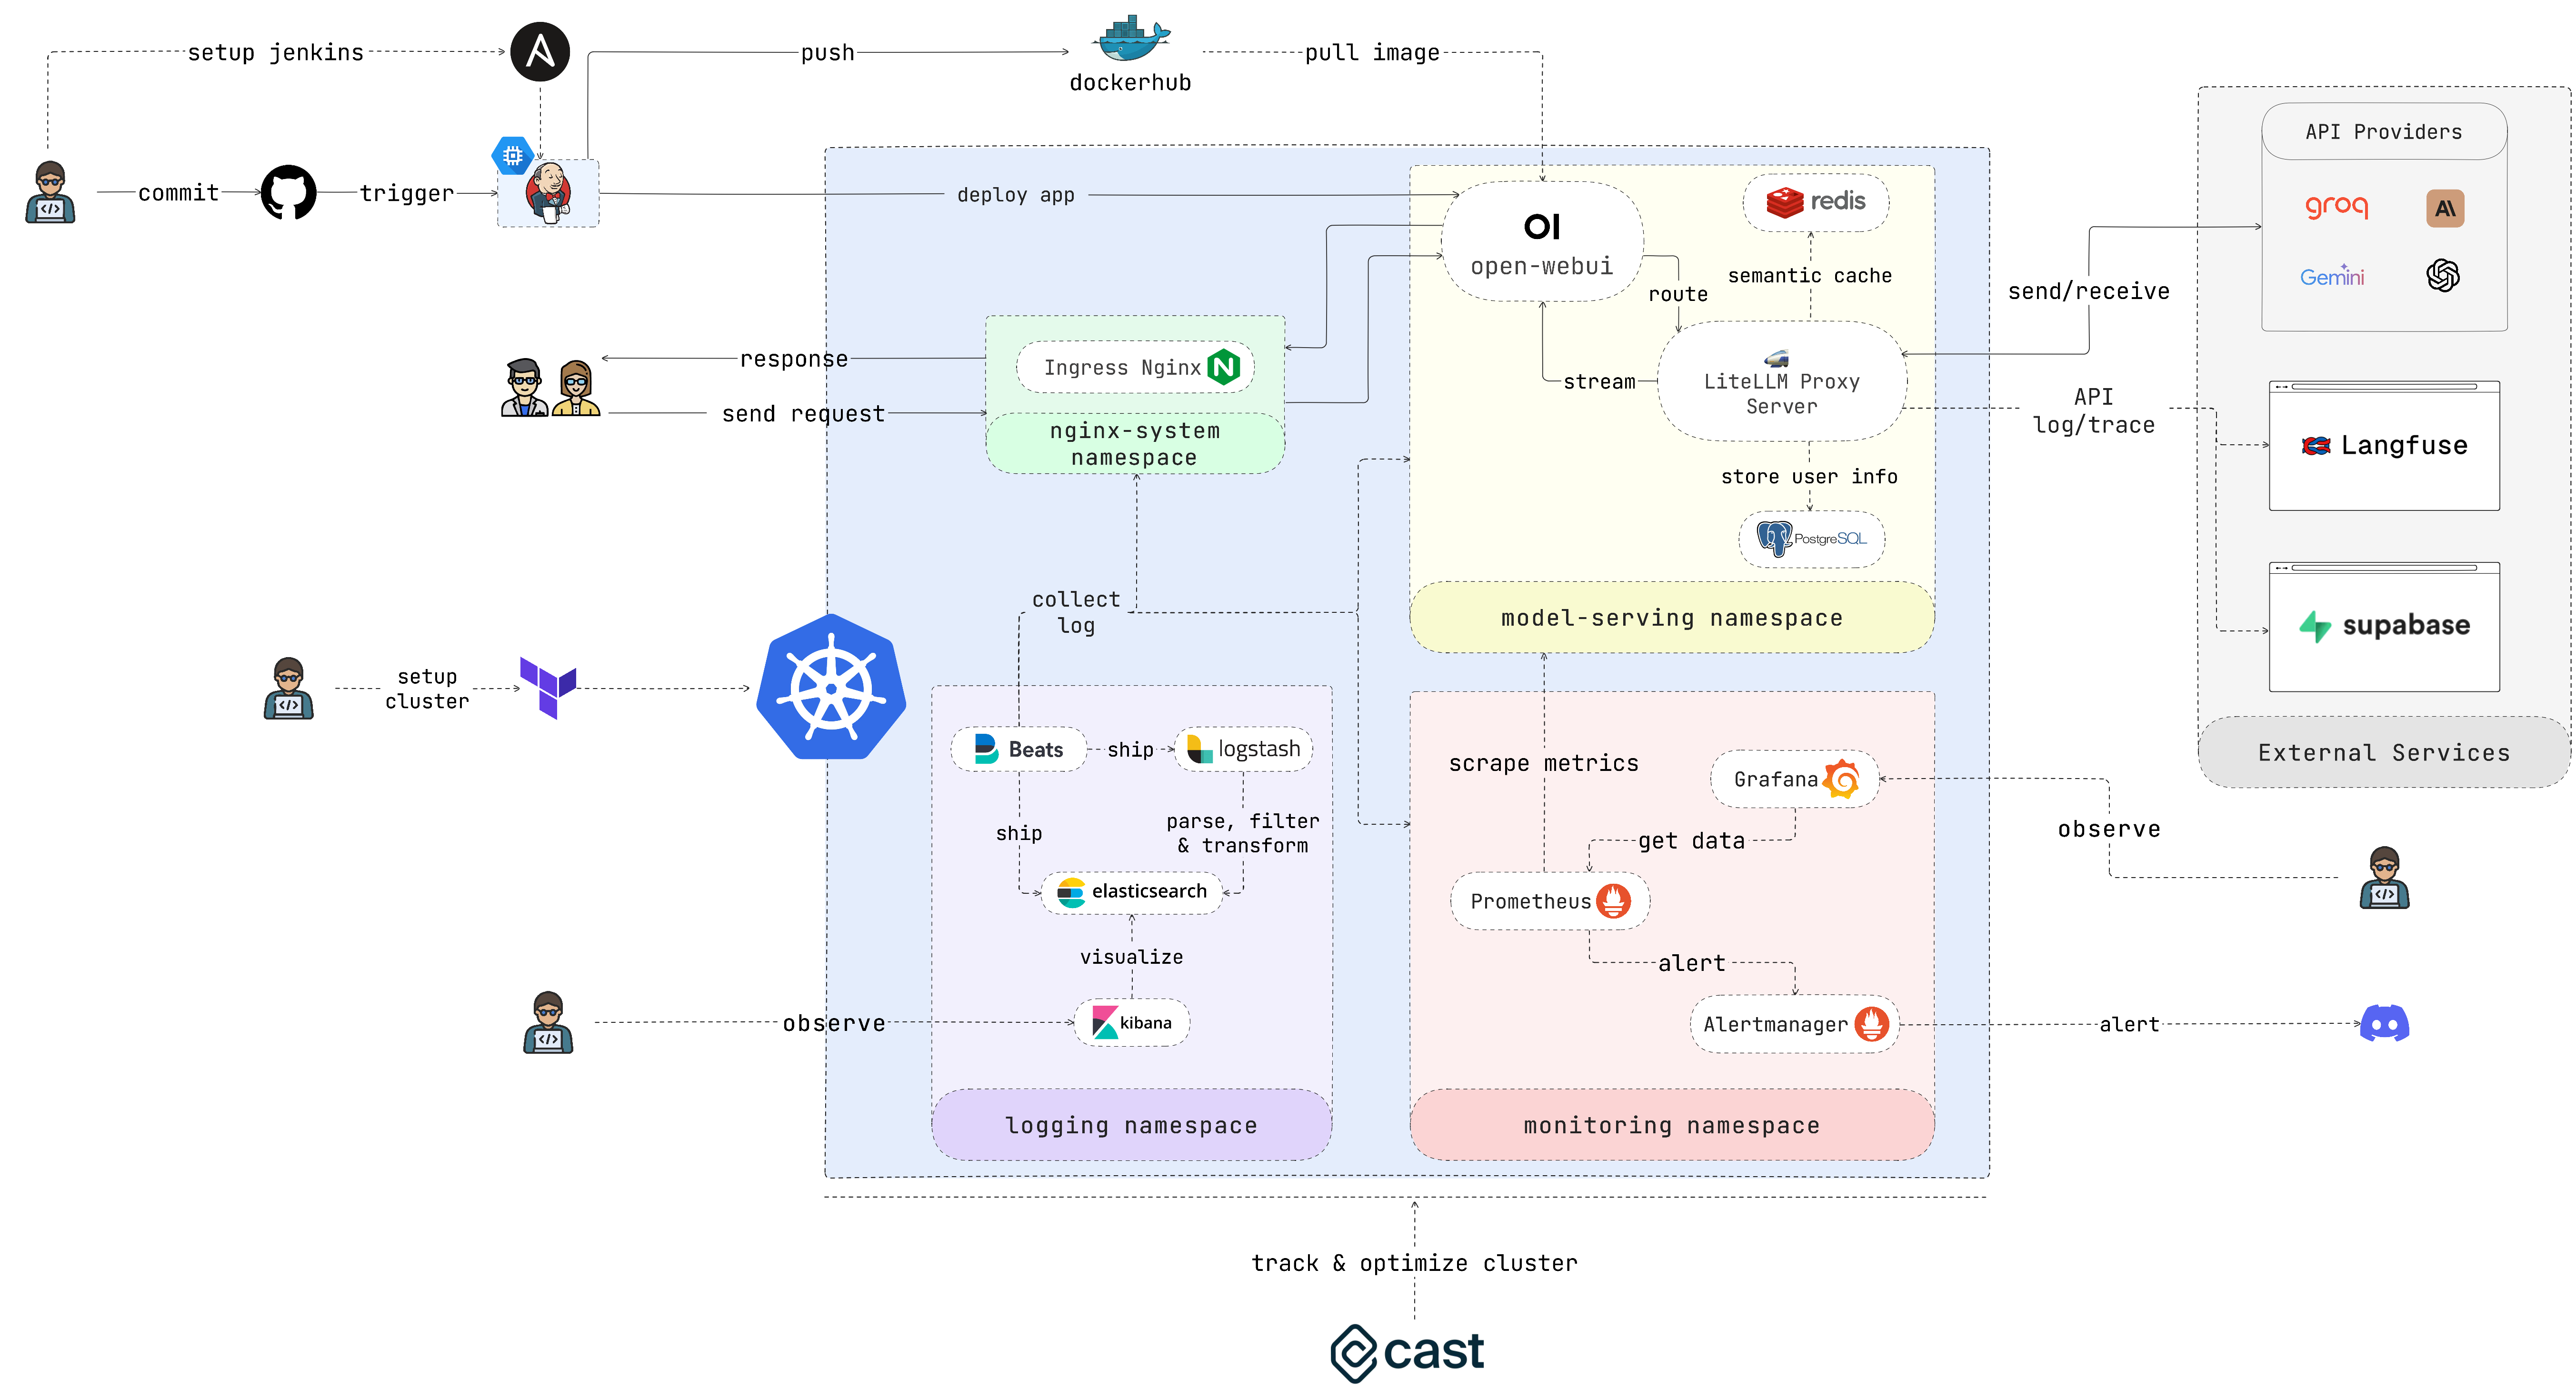 setup jenkins
push
dockerhub
pull image
commit
trigger
deploy app
API Providers
groq
Gemini
open-webui
redis
semantic cache
route
send/receive
response
send request
Ingress Nginx
nginx-system
namespace
stream
LiteLLM Proxy
Server
API
log/trace
Langfuse
store user info
PostgreSQL
model-serving namespace
collect
log
supabase
External Services
setup
cluster
Beats
ship
logstash
ship
parse, filter
& transform
elasticsearch
visualize
kibana
observe
logging namespace
scrape metrics
Grafana
get data
Prometheus
alert
Alertmanager
monitoring namespace
observe
alert
track & optimize cluster
cast